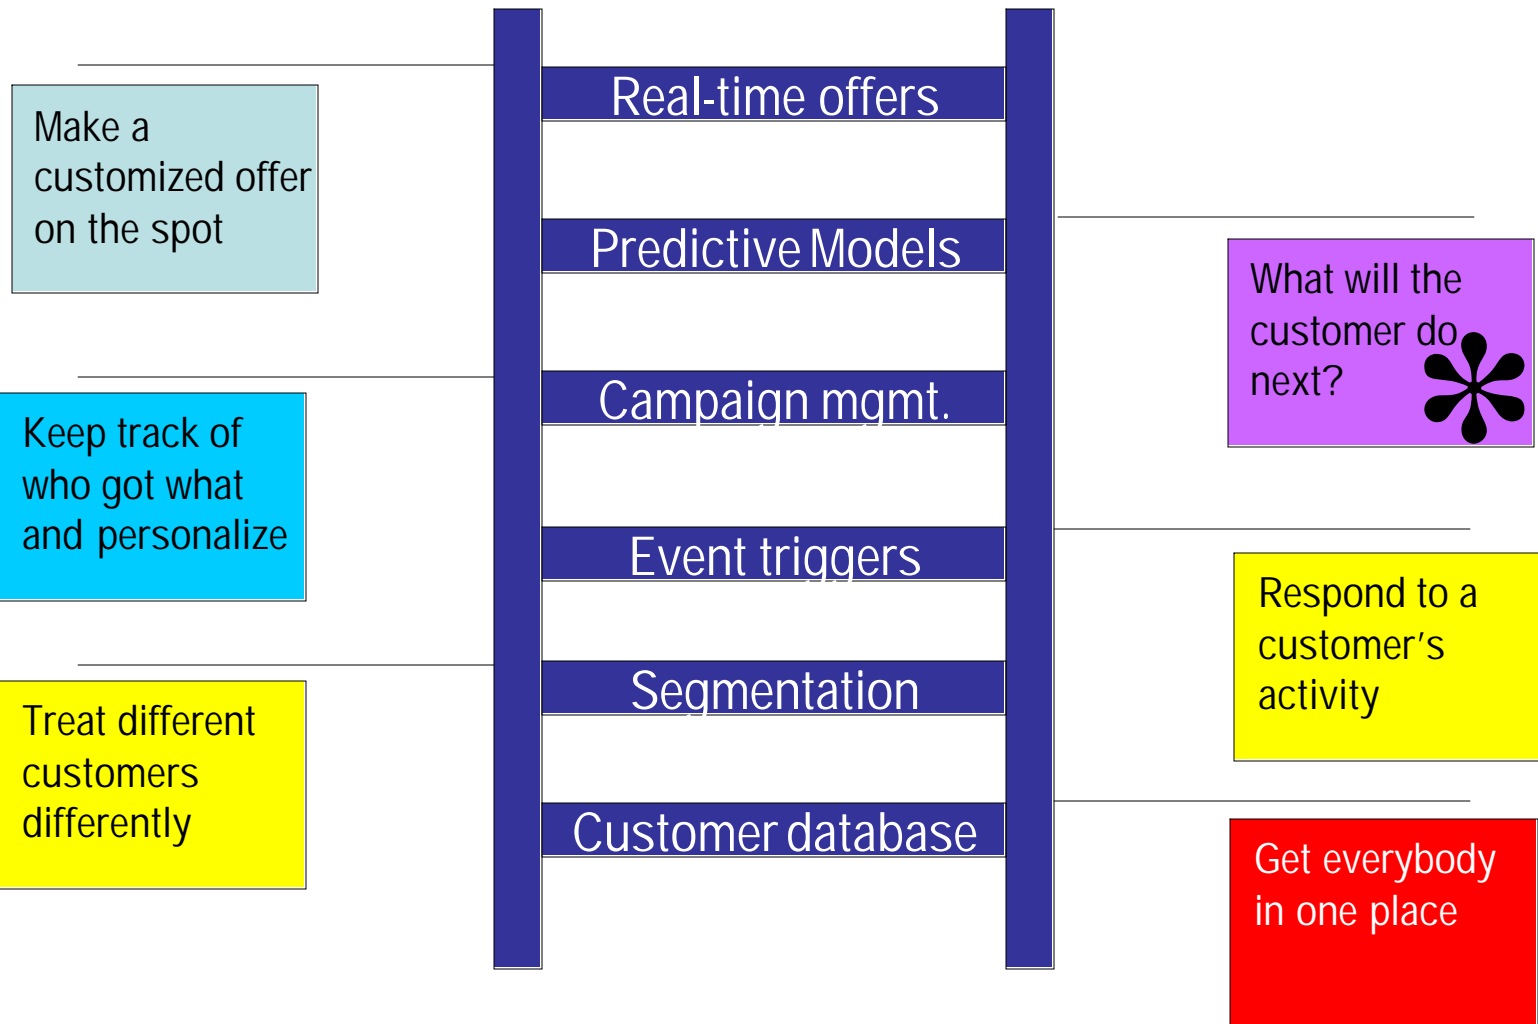 Real-time offers
Make a
customized offer
on the spot
Predictive Models
What will the
customer do
next?
*
Campaign mgmt.
Keep track of
who got what
and personalize
Event triggers
Respond to a
customer’s
activity
Segmentation
Treat different
customers
differently
Customer database
Get everybody
in one place